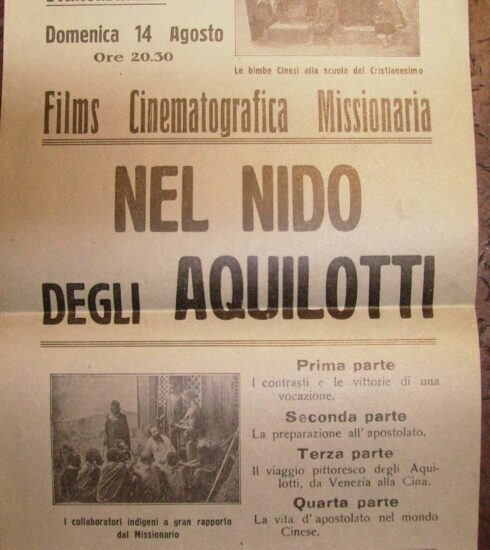 Domenica 14 Agosto
Ore 20.30
Le bimbe Cinesi alla scuola del Cristianesimo
Films Cinematografica Missionaria
NEL NIDO
DEGLI AQUILOTTI
Prima parte
I contrasti e le vittorie di una
vocazione.
Seconda parte
La preparazione all'apostolato.
Terza parte
Il viaggio pittoresco degli Aqui-
lotti, da Venezia alla Cina.
Quarta parte
La vita d'apostolato nel mondo
Cinese.
I collaboratori indigeni a gran rapporto
dal Missionario